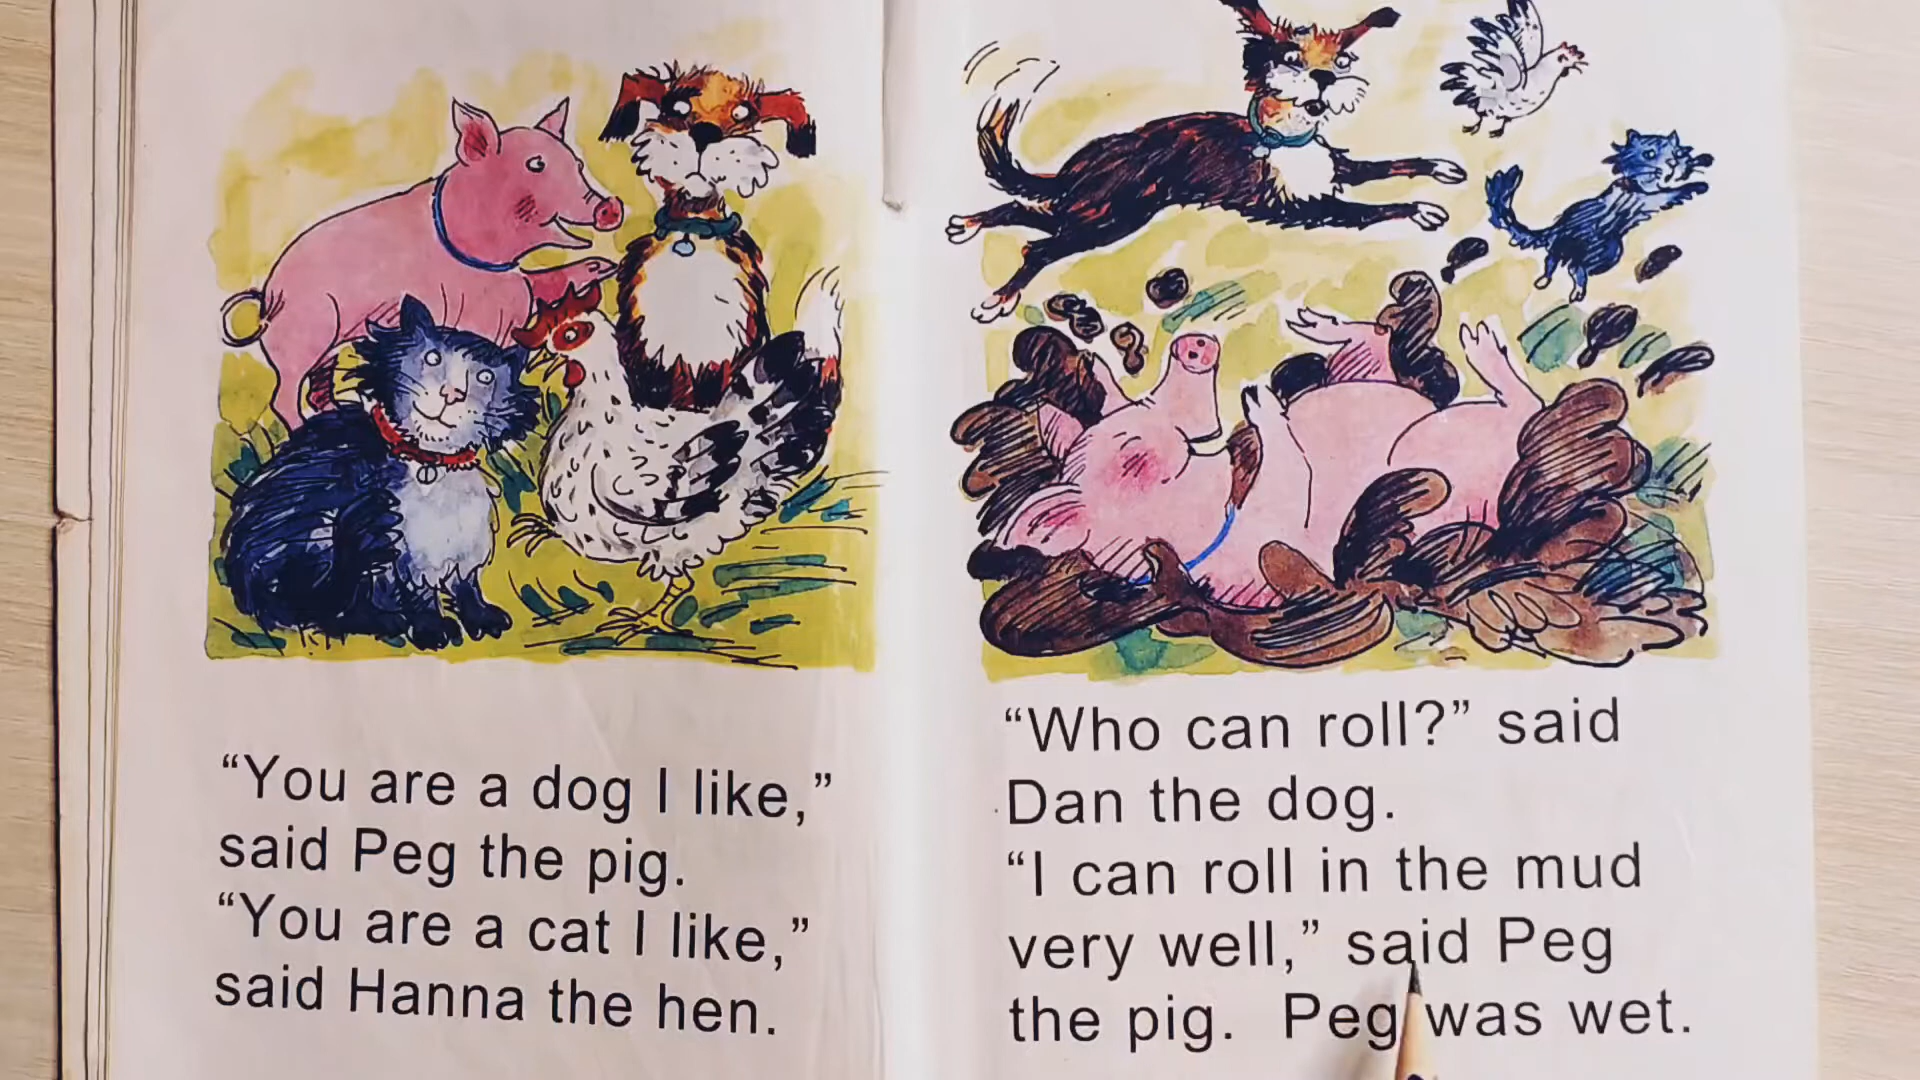 “You are a dog I like,”
said Peg the pig.
“You are a cat I like,”
said Hanna the hen.
“Who can roll?” said
Dan the dog.
“I can roll in the mud
very well,” said Peg
the pig. Peg was wet.